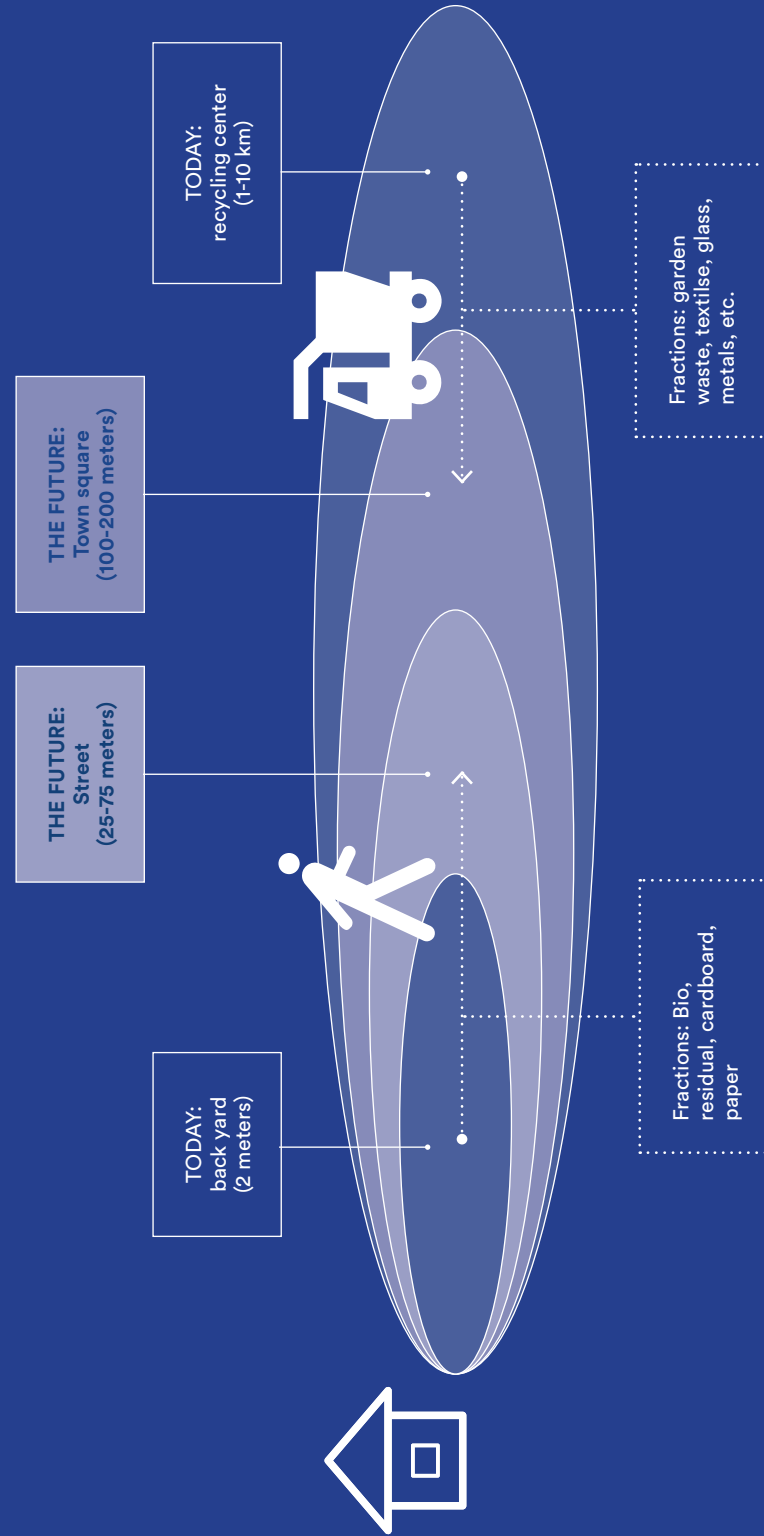 TODAY:
back yard
(2 meters)
THE FUTURE:
Street
(25-75 meters)
THE FUTURE:
Town square
(100-200 meters)
TODAY:
recycling center
(1-10 km)
Fractions: Bio,
residual, cardboard,
paper
Fractions: garden
waste, textilse, glass,
metals, etc.